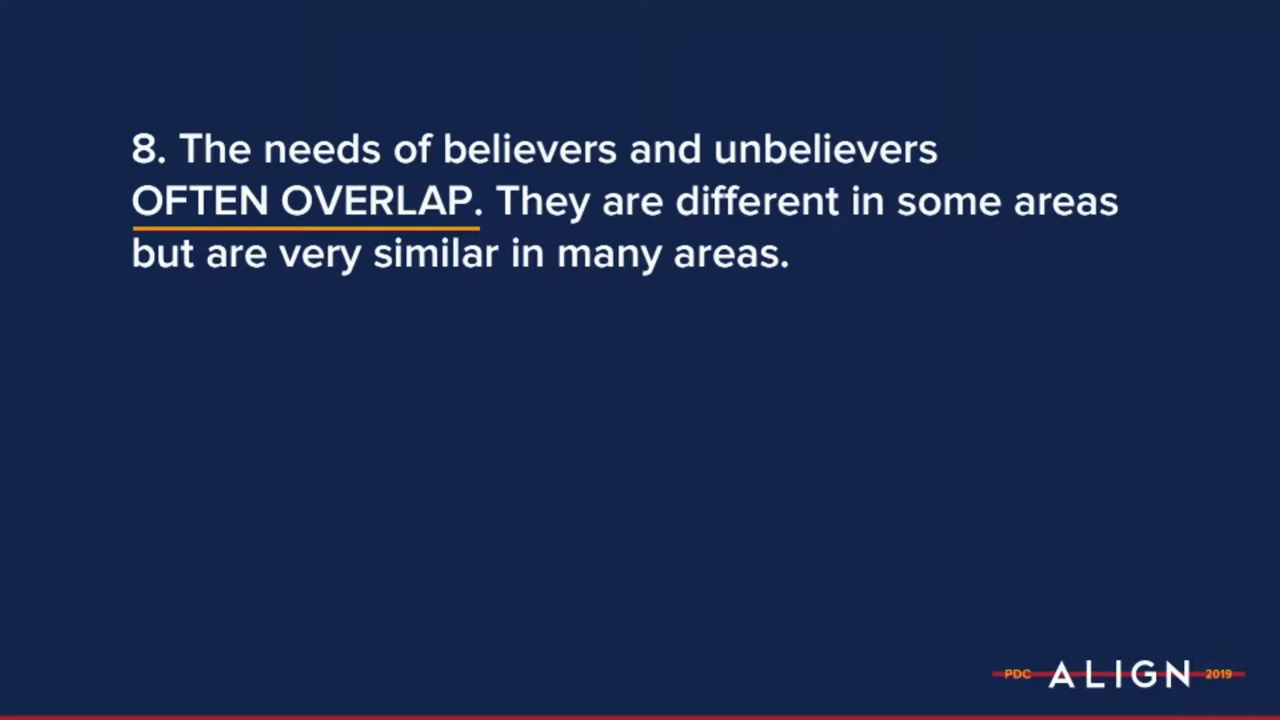 8. The needs of believers and unbelievers
OFTEN OVERLAP. They are different in some areas
but are very similar in many areas.
PDC ALIGN 2019